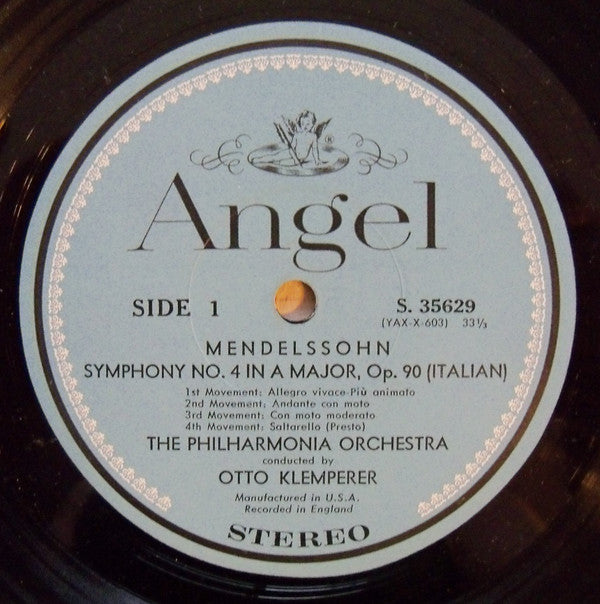 ®
Angel
SIDE 1
S. 35629
(YAX-X-603) 33⅓
MENDELSSOHN
SYMPHONY NO. 4 IN A MAJOR, Op. 90 (ITALIAN)
1st Movement: Allegro vivace-Più animato
2nd Movement: Andante con moto
3rd Movement: Con moto moderato
4th Movement: Saltarello (Presto)
THE PHILHARMONIA ORCHESTRA
conducted by
OTTO KLEMPERER
Manufactured in U.S.A.
Recorded in England
STEREO